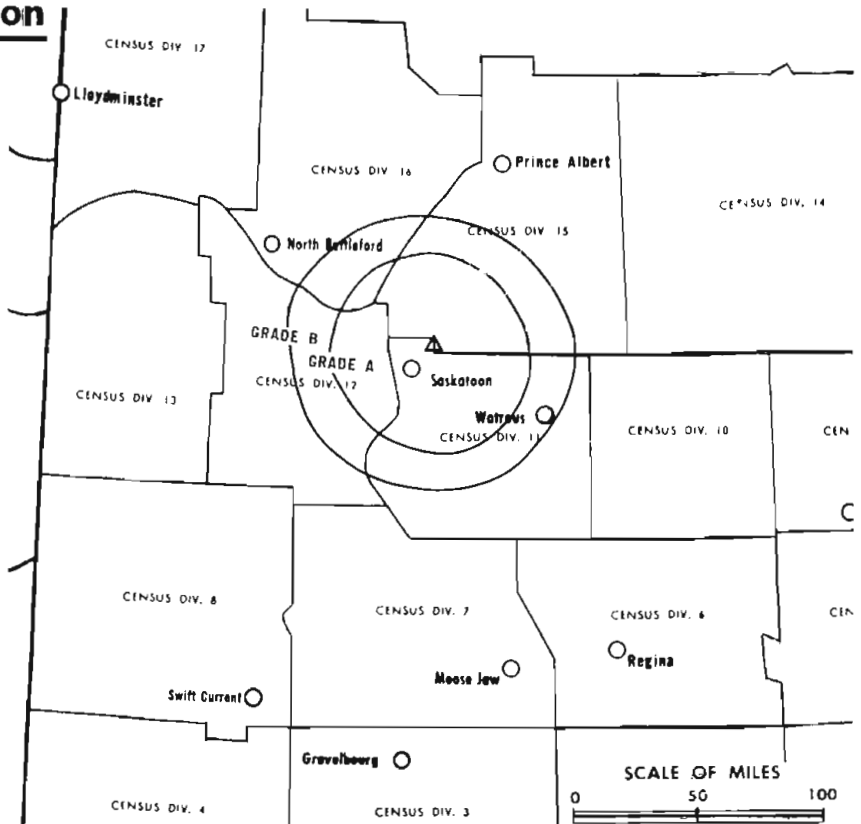 on
CENSUS DIV. 17
Lloydminster
CENSUS DIV 16
Prince Albert
CENSUS DIV. 14
CENSUS DIV 15
North Battleford
GRADE B
GRADE A
CENSUS DIV. 12
Saskatoon
CENSUS DIV 13
Watrous
CENSUS DIV. 11
CENSUS DIV. 10
CEN
CENSUS DIV. 8
CENSUS DIV. 7
CENSUS DIV. 6
CEN
Regina
Moose Jaw
Swift Current
Gravelbourg
SCALE OF MILES
0 50 100
CENSUS DIV. 4
CENSUS DIV. 3